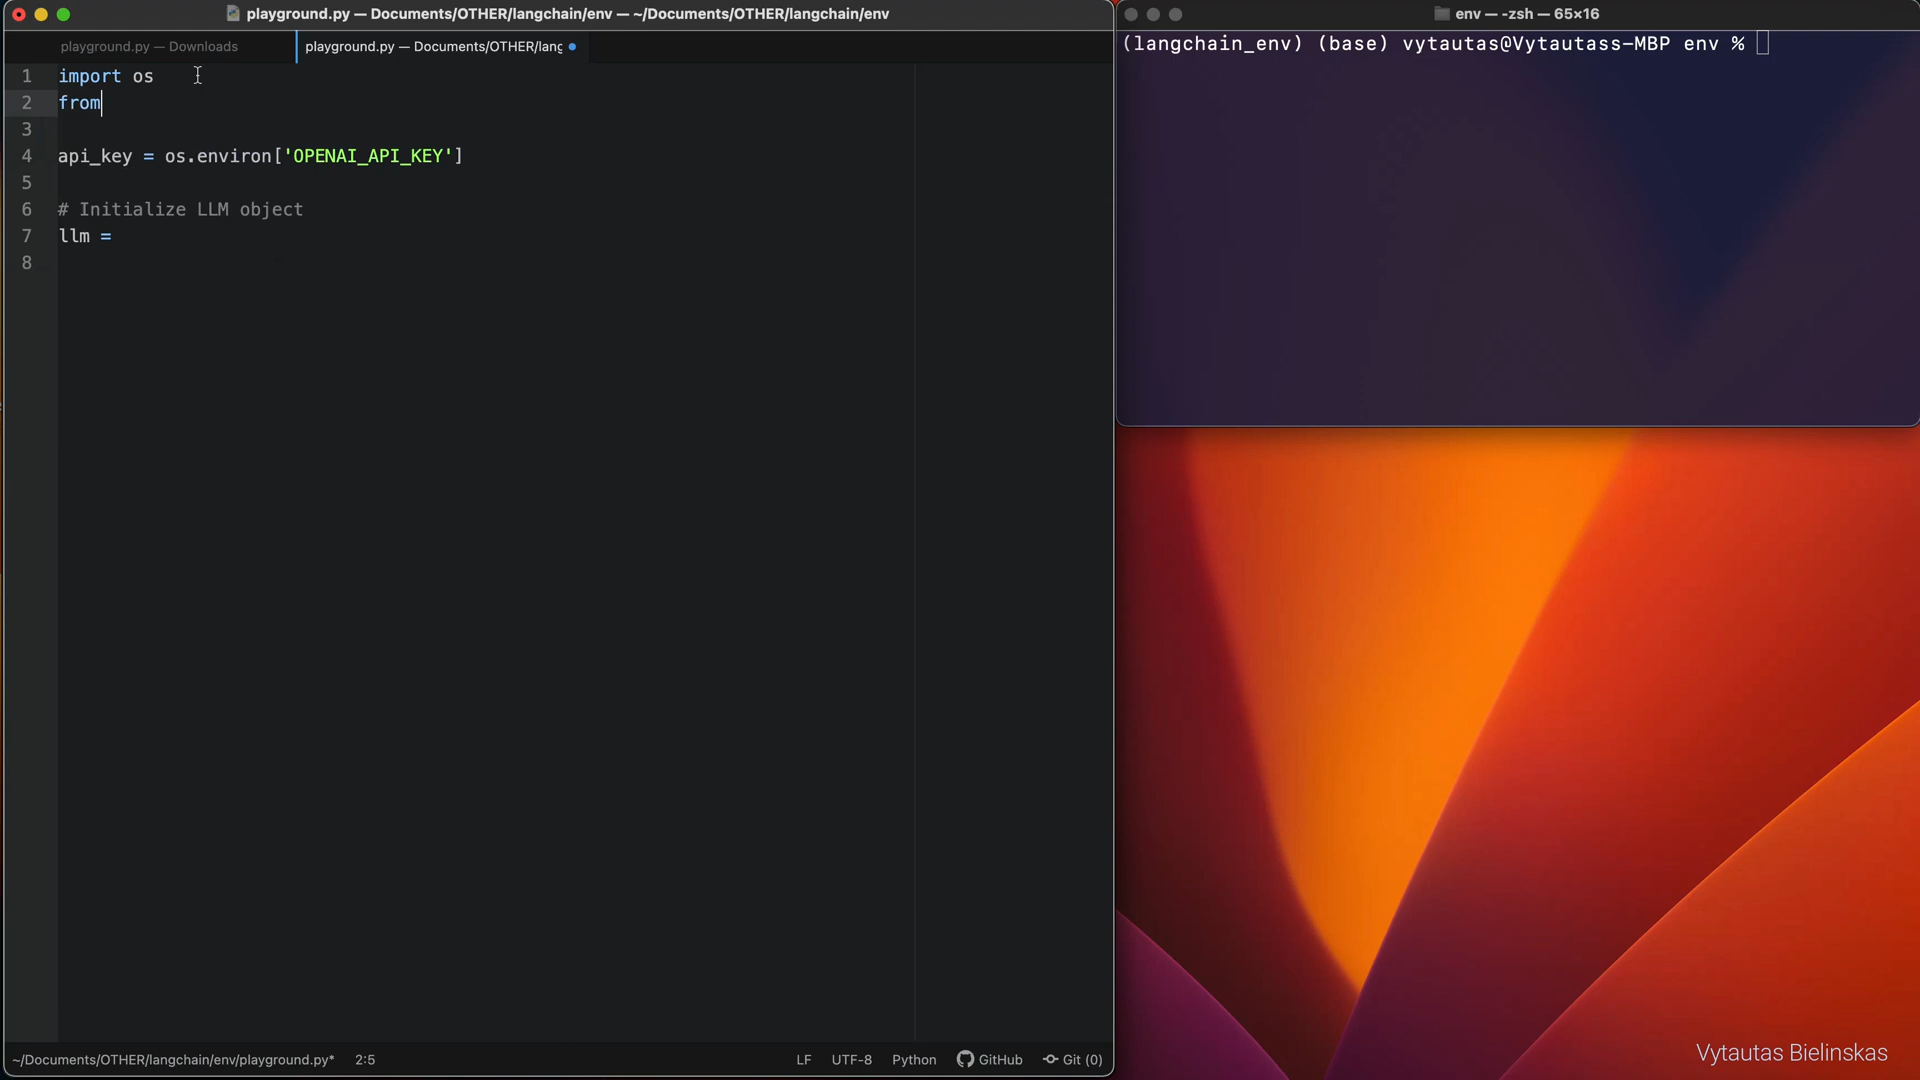 playground.py — Documents/OTHER/langchain/env — ~/Documents/OTHER/langchain/env
playground.py — Downloads
playground.py — Documents/OTHER/lang
1 import os
2 from
3
4 api_key = os.environ['OPENAI_API_KEY']
5
6 # Initialize LLM object
7 llm =
8
~/Documents/OTHER/langchain/env/playground.py* 2:5 LF UTF-8 Python GitHub Git (0)
env — -zsh — 65×16
(langchain_env) (base) vytautas@Vytautass-MBP env %
Vytautas Bielinskas